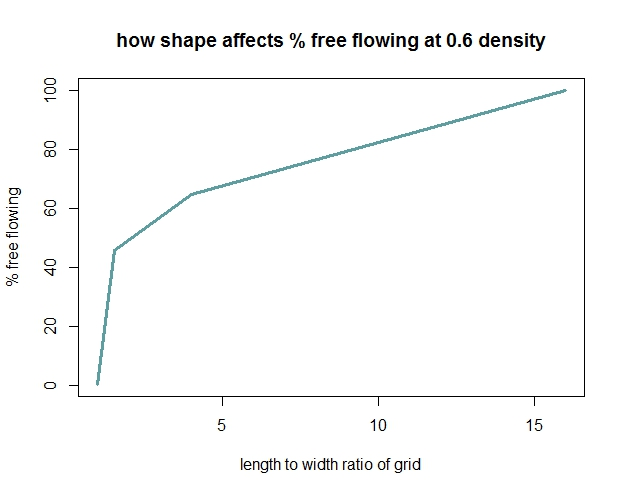 how shape affects % free flowing at 0.6 density
100
80
60
40
20
0
% free flowing
5 10 15
length to width ratio of grid